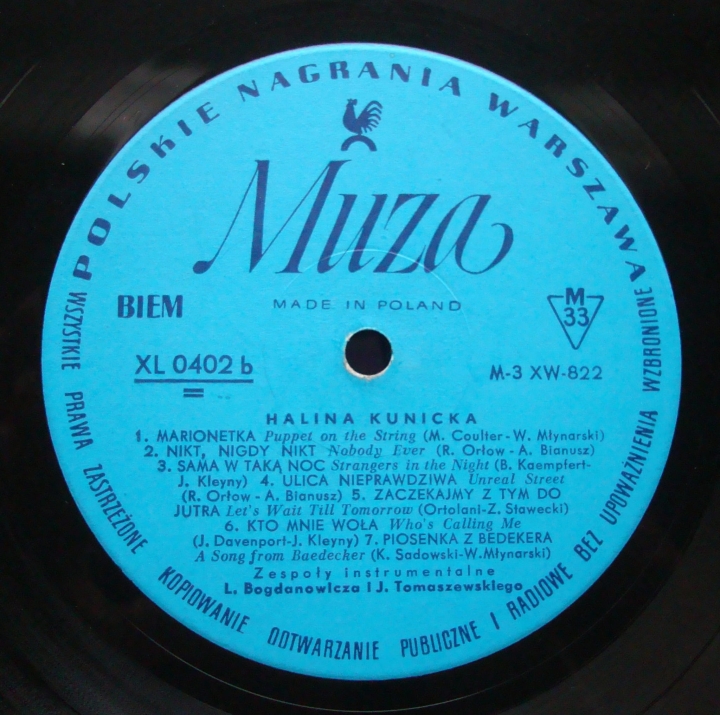 POLSKIE NAGRANIA WARSZAWA
Muza
MADE IN POLAND
BIEM
M
33
XL 0402 b
=
M-3 XW-822
HALINA KUNICKA
1. MARIONETKA Puppet on the String (M. Coulter-W. Młynarski)
2. NIKT, NIGDY NIKT Nobody Ever (R. Orłow - A. Bianusz)
3. SAMA W TAKĄ NOC Strangers in the Night (B. Kaempfert-
J. Kleyny) 4. ULICA NIEPRAWDZIWA Unreal Street
(R. Orłow - A. Bianusz) 5. ZACZEKAJMY Z TYM DO
JUTRA Let's Wait Till Tomorrow (Ortolani-Z. Stawecki)
6. KTO MNIE WOŁA Who's Calling Me
(J. Davenport-J. Kleyny) 7. PIOSENKA Z BEDEKERA
A Song from Baedecker (K. Sadowski-W.Młynarski)
Zespoły instrumentalne
L. Bogdanowicza i J. Tomaszewskiego
WSZYSTKIE PRAWA ZASTRZEŻONE KOPIOWANIE ODTWARZANIE PUBLICZNE I RADIOWE BEZ UPOWAŻNIENIA WZBRONIONE